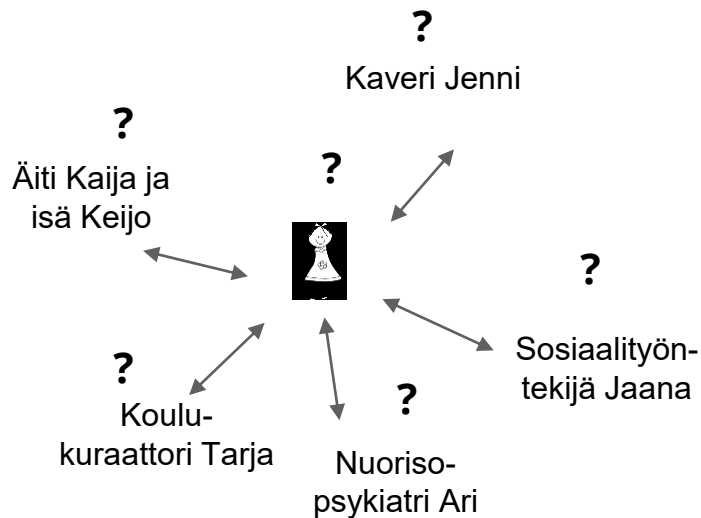 ?
Kaveri Jenni
?
Äiti Kaija ja
isä Keijo
?
?
Sosiaalityön-
tekijä Jaana
?
Koulu-
kuraattori Tarja
?
Nuoriso-
psykiatri Ari